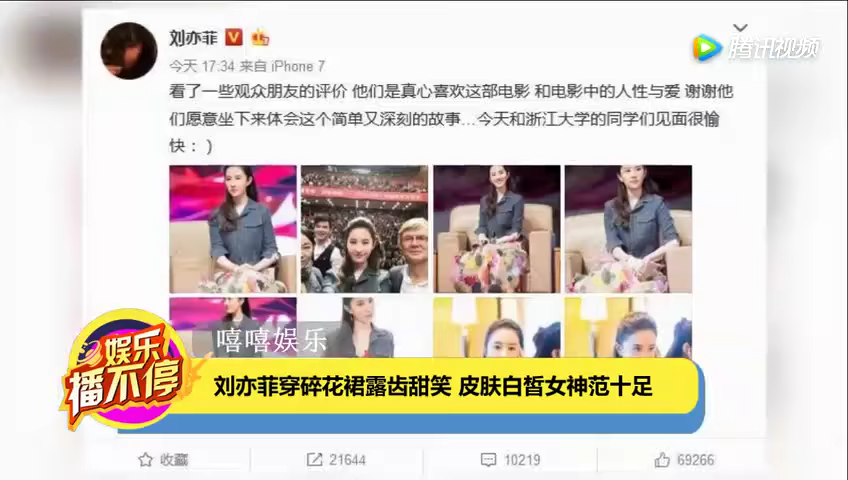 刘亦菲
腾讯视频
今天 17:34 来自 iPhone 7
看了一些观众朋友的评价 他们是真心喜欢这部电影 和电影中的人性与爱 谢谢他
们愿意坐下来体会这个简单又深刻的故事...今天和浙江大学的同学们见面很愉
快：）
嘻嘻娱乐
娱乐
播不停
刘亦菲穿碎花裙露齿甜笑 皮肤白皙女神范十足
收藏
21644
10219
69266